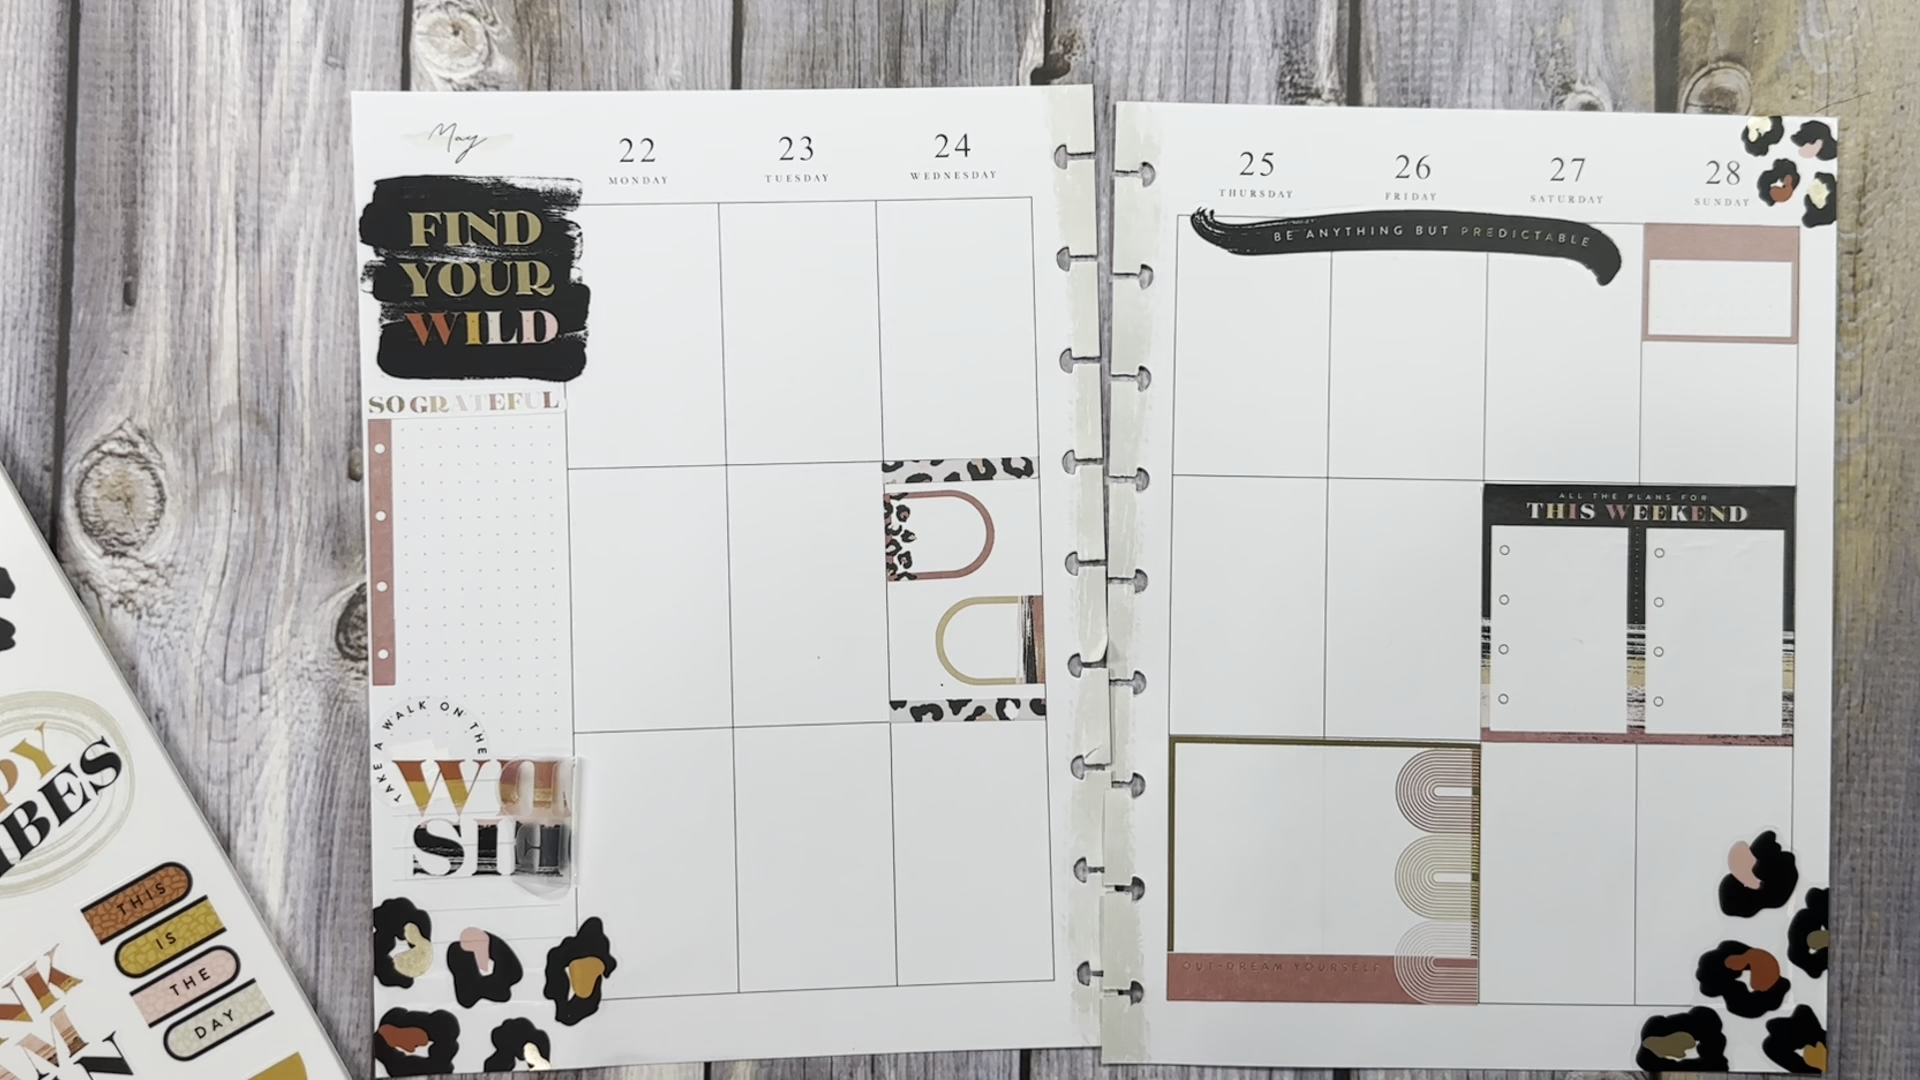 May
22
MONDAY
23
TUESDAY
24
WEDNESDAY
25
THURSDAY
26
FRIDAY
27
SATURDAY
28
SUNDAY
FIND
YOUR
WILD
SO GRATEFUL
TAKE A WALK ON THE
BE ANYTHING BUT PREDICTABLE
ALL THE PLANS FOR
THIS WEEKEND
OUT-DREAM YOURSELF
THIS
IS
THE
DAY